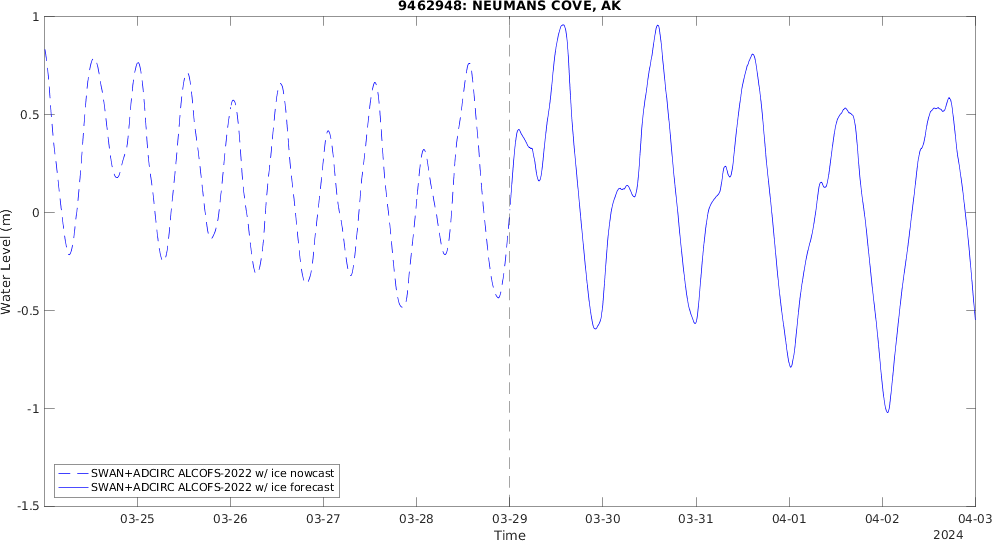 9462948: NEUMANS COVE, AK
1
0.5
0
-0.5
-1
-1.5
Water Level (m)
SWAN+ADCIRC ALCOFS-2022 w/ ice nowcast
SWAN+ADCIRC ALCOFS-2022 w/ ice forecast
03-25 03-26 03-27 03-28 03-29 03-30 03-31 04-01 04-02 04-03
Time
2024